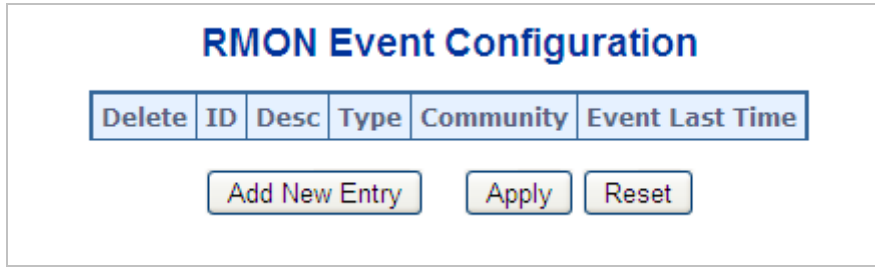 RMON Event Configuration
Delete ID Desc Type Community Event Last Time
Add New Entry Apply Reset